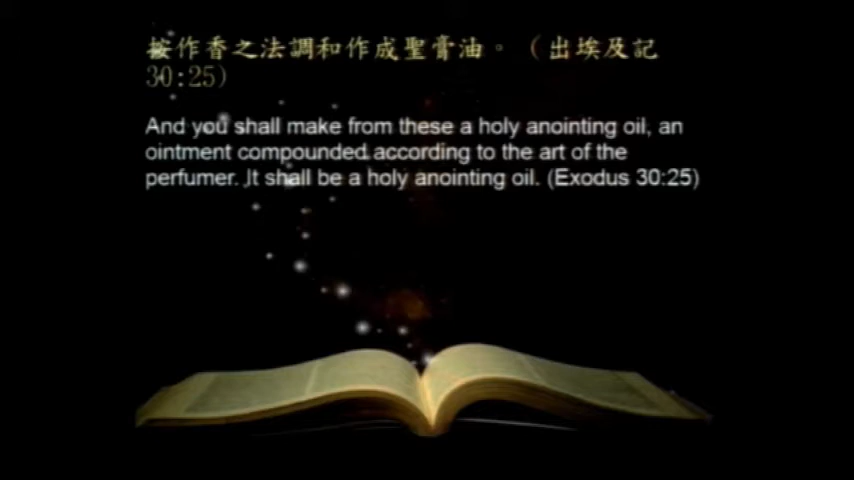 按作香之法調和作成聖膏油。（出埃及記
30:25）
And you shall make from these a holy anointing oil, an
ointment compounded according to the art of the
perfumer. It shall be a holy anointing oil. (Exodus 30:25)